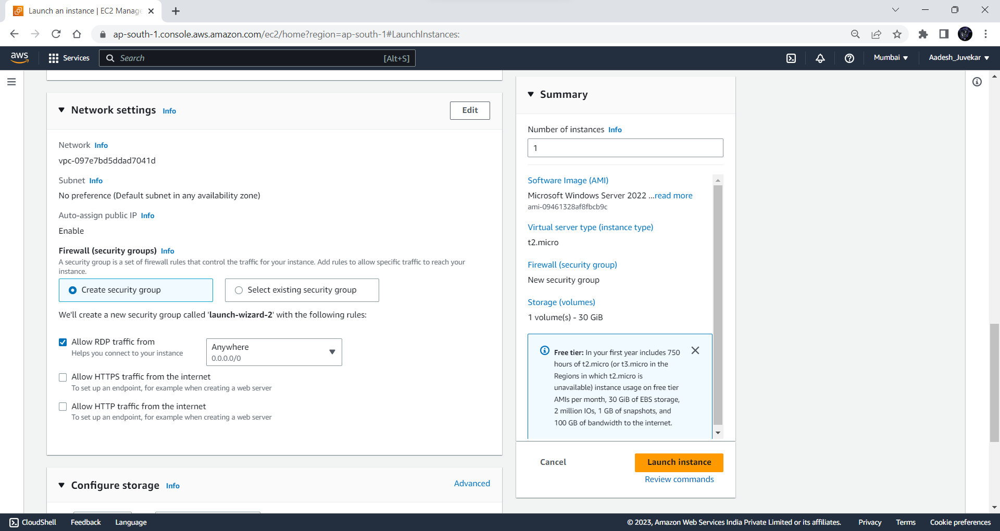 Launch an instance | EC2 Manage
ap-south-1.console.aws.amazon.com/ec2/home?region=ap-south-1#LaunchInstances:
aws
Services
Search
[Alt+S]
Mumbai
Aadesh_Juvekar
Network settings Info
Edit
Network Info
vpc-097e7bd5ddad7041d
Subnet Info
No preference (Default subnet in any availability zone)
Auto-assign public IP Info
Enable
Firewall (security groups) Info
A security group is a set of firewall rules that control the traffic for your instance. Add rules to allow specific traffic to reach your
instance.
Create security group
Select existing security group
We'll create a new security group called 'launch-wizard-2' with the following rules:
Allow RDP traffic from
Helps you connect to your instance
Anywhere
0.0.0.0/0
Allow HTTPS traffic from the internet
To set up an endpoint, for example when creating a web server
Allow HTTP traffic from the internet
To set up an endpoint, for example when creating a web server
Configure storage Info
Advanced
Summary
Number of instances Info
1
Software Image (AMI)
Microsoft Windows Server 2022 ...read more
ami-09461328af8fbcb9c
Virtual server type (instance type)
t2.micro
Firewall (security group)
New security group
Storage (volumes)
1 volume(s) - 30 GiB
Free tier: In your first year includes 750
hours of t2.micro (or t3.micro in the
Regions in which t2.micro is
unavailable) instance usage on free tier
AMIs per month, 30 GiB of EBS storage,
2 million IOs, 1 GB of snapshots, and
100 GB of bandwidth to the internet.
Cancel
Launch instance
Review commands
CloudShell
Feedback
Language
© 2023, Amazon Web Services India Private Limited or its affiliates.
Privacy
Terms
Cookie preferences